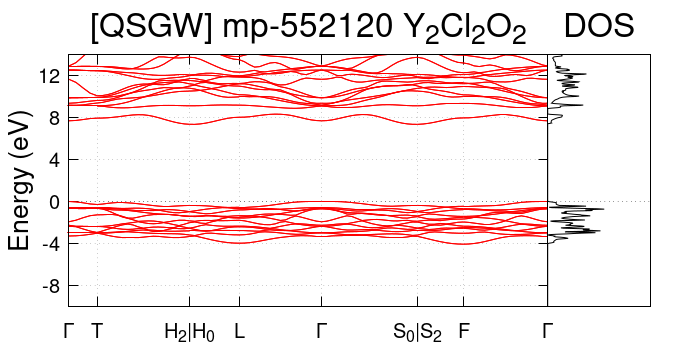 [QSGW] mp-552120 Y₂Cl₂O₂ DOS
Energy (eV)
12
8
4
0
-4
-8
Γ T H₂|H₀ L Γ S₀|S₂ F Γ